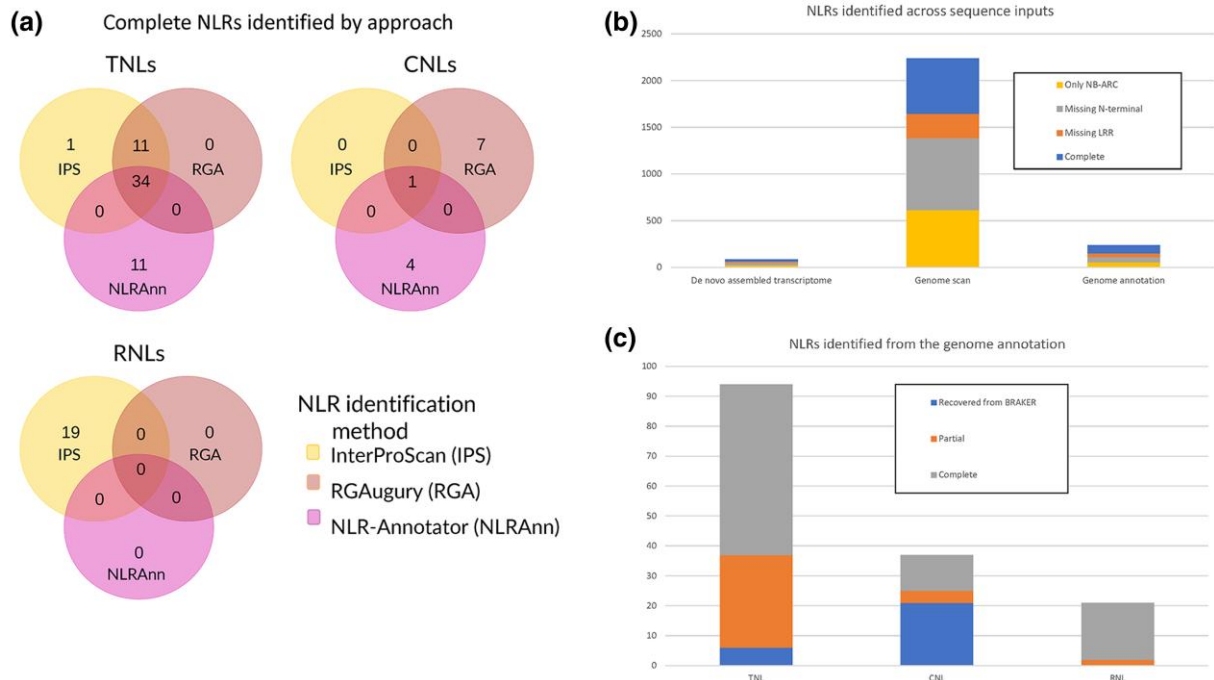 (a)
Complete NLRs identified by approach
TNLs
1
IPS
11
0
RGA
34
0
0
11
NLRAnn
CNLs
0
IPS
0
7
RGA
1
0
0
4
NLRAnn
RNLs
19
IPS
0
0
RGA
0
0
0
0
NLRAnn
NLR identification
method
InterProScan (IPS)
RGAugury (RGA)
NLR-Annotator (NLRAnn)
(b)
NLRs identified across sequence inputs
2500
2000
1500
1000
500
0
Only NB-ARC
Missing N-terminal
Missing LRR
Complete
De novo assembled transcriptome
Genome scan
Genome annotation
(c)
NLRs identified from the genome annotation
100
90
80
70
60
50
40
30
20
10
0
Recovered from BRAKER
Partial
Complete
TNL
CNL
RNL